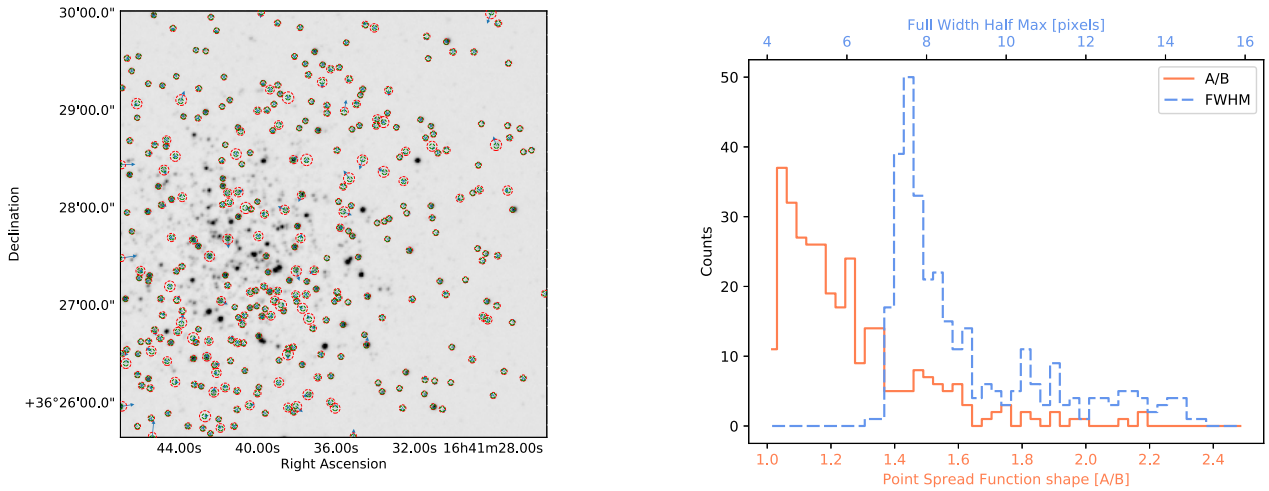 30'00.0"
29'00.0"
28'00.0"
27'00.0"
+36°26'00.0"
Declination
44.00s 40.00s 36.00s 32.00s 16h41m28.00s
Right Ascension
Full Width Half Max [pixels]
4 6 8 10 12 14 16
A/B
FWHM
50
40
30
20
10
0
Counts
1.0 1.2 1.4 1.6 1.8 2.0 2.2 2.4
Point Spread Function shape [A/B]